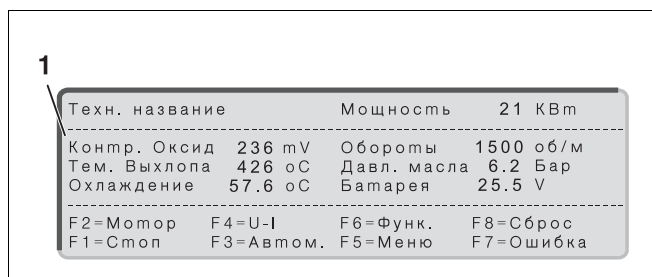 1
Техн. название Мощность 21 КВт
Контр. Оксид 236 mV Обороты 1500 об/м
Тем. Выхлопа 426 oC Давл. масла 6.2 Бар
Охлаждение 57.6 oC Батарея 25.5 V
F2=Мотор F4=U-I F6=Функ. F8=Сброс
F1=Стоп F3=Автом. F5=Меню F7=Ошибка